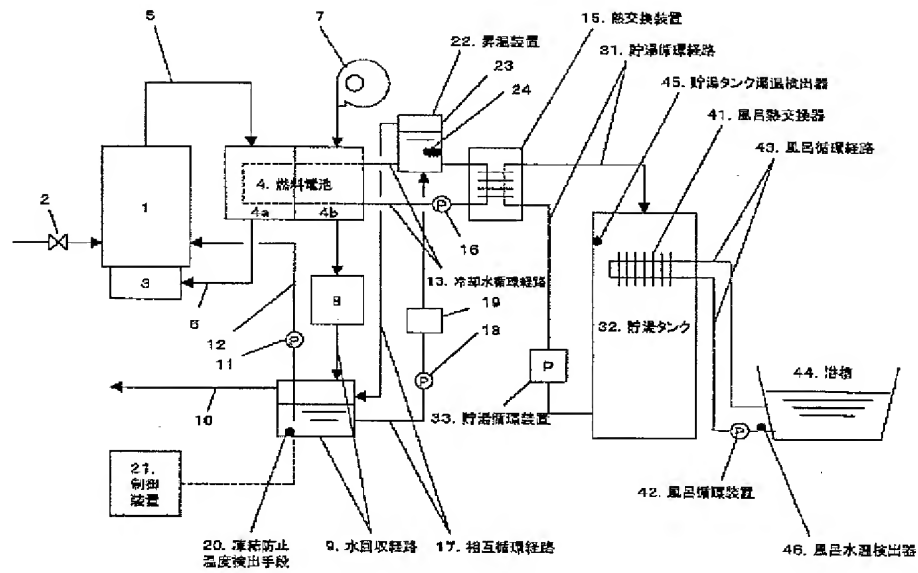 5
7
22. 昇温装置
23
24
15. 熱交換装置
31. 貯湯循環経路
45. 貯湯タンク湯温検出器
41. 風呂熱交換器
43. 風呂循環経路
2
1
3
4. 燃料電池
4a
4b
P
16
13. 冷却水循環経路
6
8
12
11
P
19
18
P
P
33. 貯湯循環装置
32. 貯湯タンク
44. 浴槽
P
42. 風呂循環装置
46. 風呂水温検出器
10
21.
制御
装置
20. 凍結防止
温度検出手段
9. 水回収経路
17. 相互循環経路